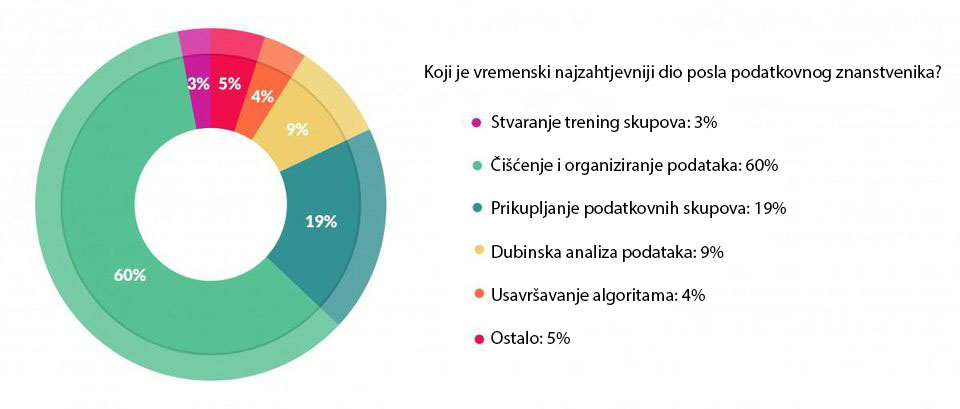 3%
5%
4%
9%
19%
60%
Koji je vremenski najzahtjevniji dio posla podatkovnog znanstvenika?
Stvaranje trening skupova: 3%
Čišćenje i organiziranje podataka: 60%
Prikupljanje podatkovnih skupova: 19%
Dubinska analiza podataka: 9%
Usavršavanje algoritama: 4%
Ostalo: 5%